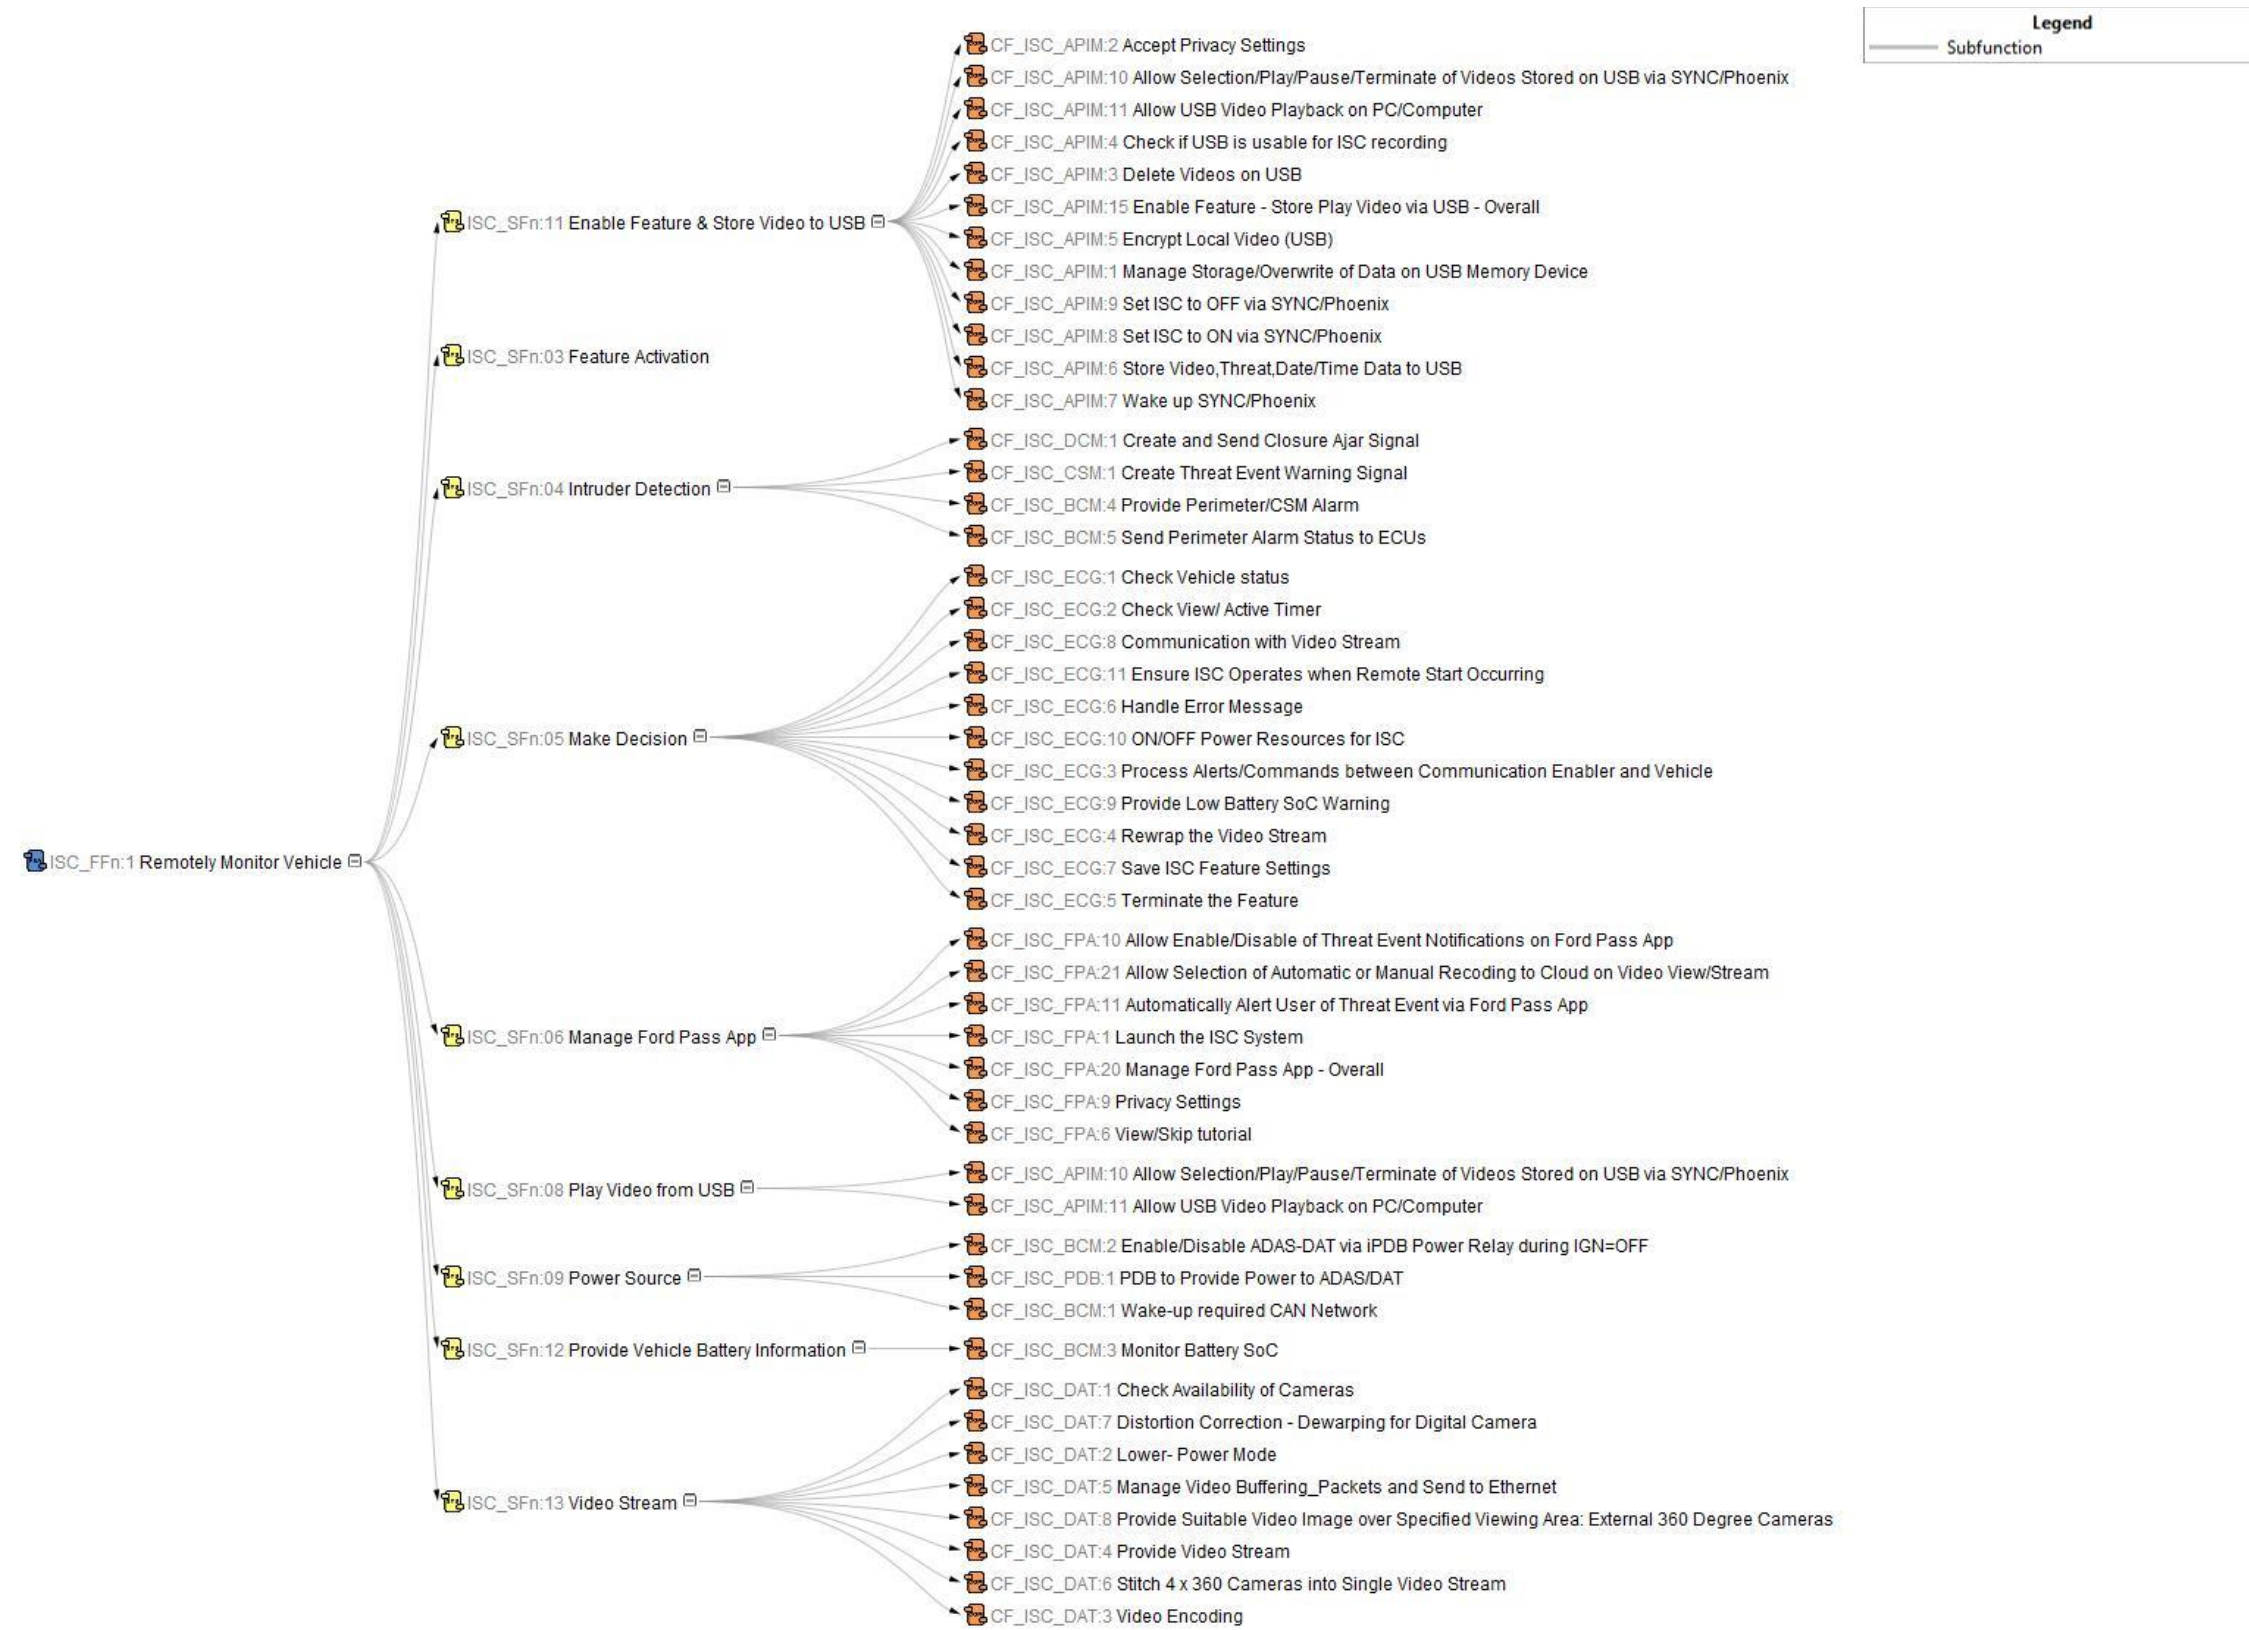 Legend
Subfunction
CF_ISC_APIM:2 Accept Privacy Settings
CF_ISC_APIM:10 Allow Selection/Play/Pause/Terminate of Videos Stored on USB via SYNC/Phoenix
CF_ISC_APIM:11 Allow USB Video Playback on PC/Computer
CF_ISC_APIM:4 Check if USB is usable for ISC recording
CF_ISC_APIM:3 Delete Videos on USB
CF_ISC_APIM:15 Enable Feature - Store Play Video via USB - Overall
ISC_SFn:11 Enable Feature & Store Video to USB
CF_ISC_APIM:5 Encrypt Local Video (USB)
CF_ISC_APIM:1 Manage Storage/Overwrite of Data on USB Memory Device
CF_ISC_APIM:9 Set ISC to OFF via SYNC/Phoenix
CF_ISC_APIM:8 Set ISC to ON via SYNC/Phoenix
ISC_SFn:03 Feature Activation
CF_ISC_APIM:6 Store Video,Threat,Date/Time Data to USB
CF_ISC_APIM:7 Wake up SYNC/Phoenix
CF_ISC_DCM:1 Create and Send Closure Ajar Signal
CF_ISC_CSM:1 Create Threat Event Warning Signal
ISC_SFn:04 Intruder Detection
CF_ISC_BCM:4 Provide Perimeter/CSM Alarm
CF_ISC_BCM:5 Send Perimeter Alarm Status to ECUs
CF_ISC_ECG:1 Check Vehicle status
CF_ISC_ECG:2 Check View/ Active Timer
CF_ISC_ECG:8 Communication with Video Stream
CF_ISC_ECG:11 Ensure ISC Operates when Remote Start Occurring
CF_ISC_ECG:6 Handle Error Message
ISC_SFn:05 Make Decision
CF_ISC_ECG:10 ON/OFF Power Resources for ISC
CF_ISC_ECG:3 Process Alerts/Commands between Communication Enabler and Vehicle
CF_ISC_ECG:9 Provide Low Battery SoC Warning
CF_ISC_ECG:4 Rewrap the Video Stream
ISC_FFn:1 Remotely Monitor Vehicle
CF_ISC_ECG:7 Save ISC Feature Settings
CF_ISC_ECG:5 Terminate the Feature
CF_ISC_FPA:10 Allow Enable/Disable of Threat Event Notifications on Ford Pass App
CF_ISC_FPA:21 Allow Selection of Automatic or Manual Recoding to Cloud on Video View/Stream
CF_ISC_FPA:11 Automatically Alert User of Threat Event via Ford Pass App
ISC_SFn:06 Manage Ford Pass App
CF_ISC_FPA:1 Launch the ISC System
CF_ISC_FPA:20 Manage Ford Pass App - Overall
CF_ISC_FPA:9 Privacy Settings
CF_ISC_FPA:6 View/Skip tutorial
CF_ISC_APIM:10 Allow Selection/Play/Pause/Terminate of Videos Stored on USB via SYNC/Phoenix
ISC_SFn:08 Play Video from USB
CF_ISC_APIM:11 Allow USB Video Playback on PC/Computer
CF_ISC_BCM:2 Enable/Disable ADAS-DAT via iPDB Power Relay during IGN=OFF
ISC_SFn:09 Power Source
CF_ISC_PDB:1 PDB to Provide Power to ADAS/DAT
CF_ISC_BCM:1 Wake-up required CAN Network
ISC_SFn:12 Provide Vehicle Battery Information
CF_ISC_BCM:3 Monitor Battery SoC
CF_ISC_DAT:1 Check Availability of Cameras
CF_ISC_DAT:7 Distortion Correction - Dewarping for Digital Camera
CF_ISC_DAT:2 Lower- Power Mode
CF_ISC_DAT:5 Manage Video Buffering_Packets and Send to Ethernet
ISC_SFn:13 Video Stream
CF_ISC_DAT:8 Provide Suitable Video Image over Specified Viewing Area: External 360 Degree Cameras
CF_ISC_DAT:4 Provide Video Stream
CF_ISC_DAT:6 Stitch 4 x 360 Cameras into Single Video Stream
CF_ISC_DAT:3 Video Encoding